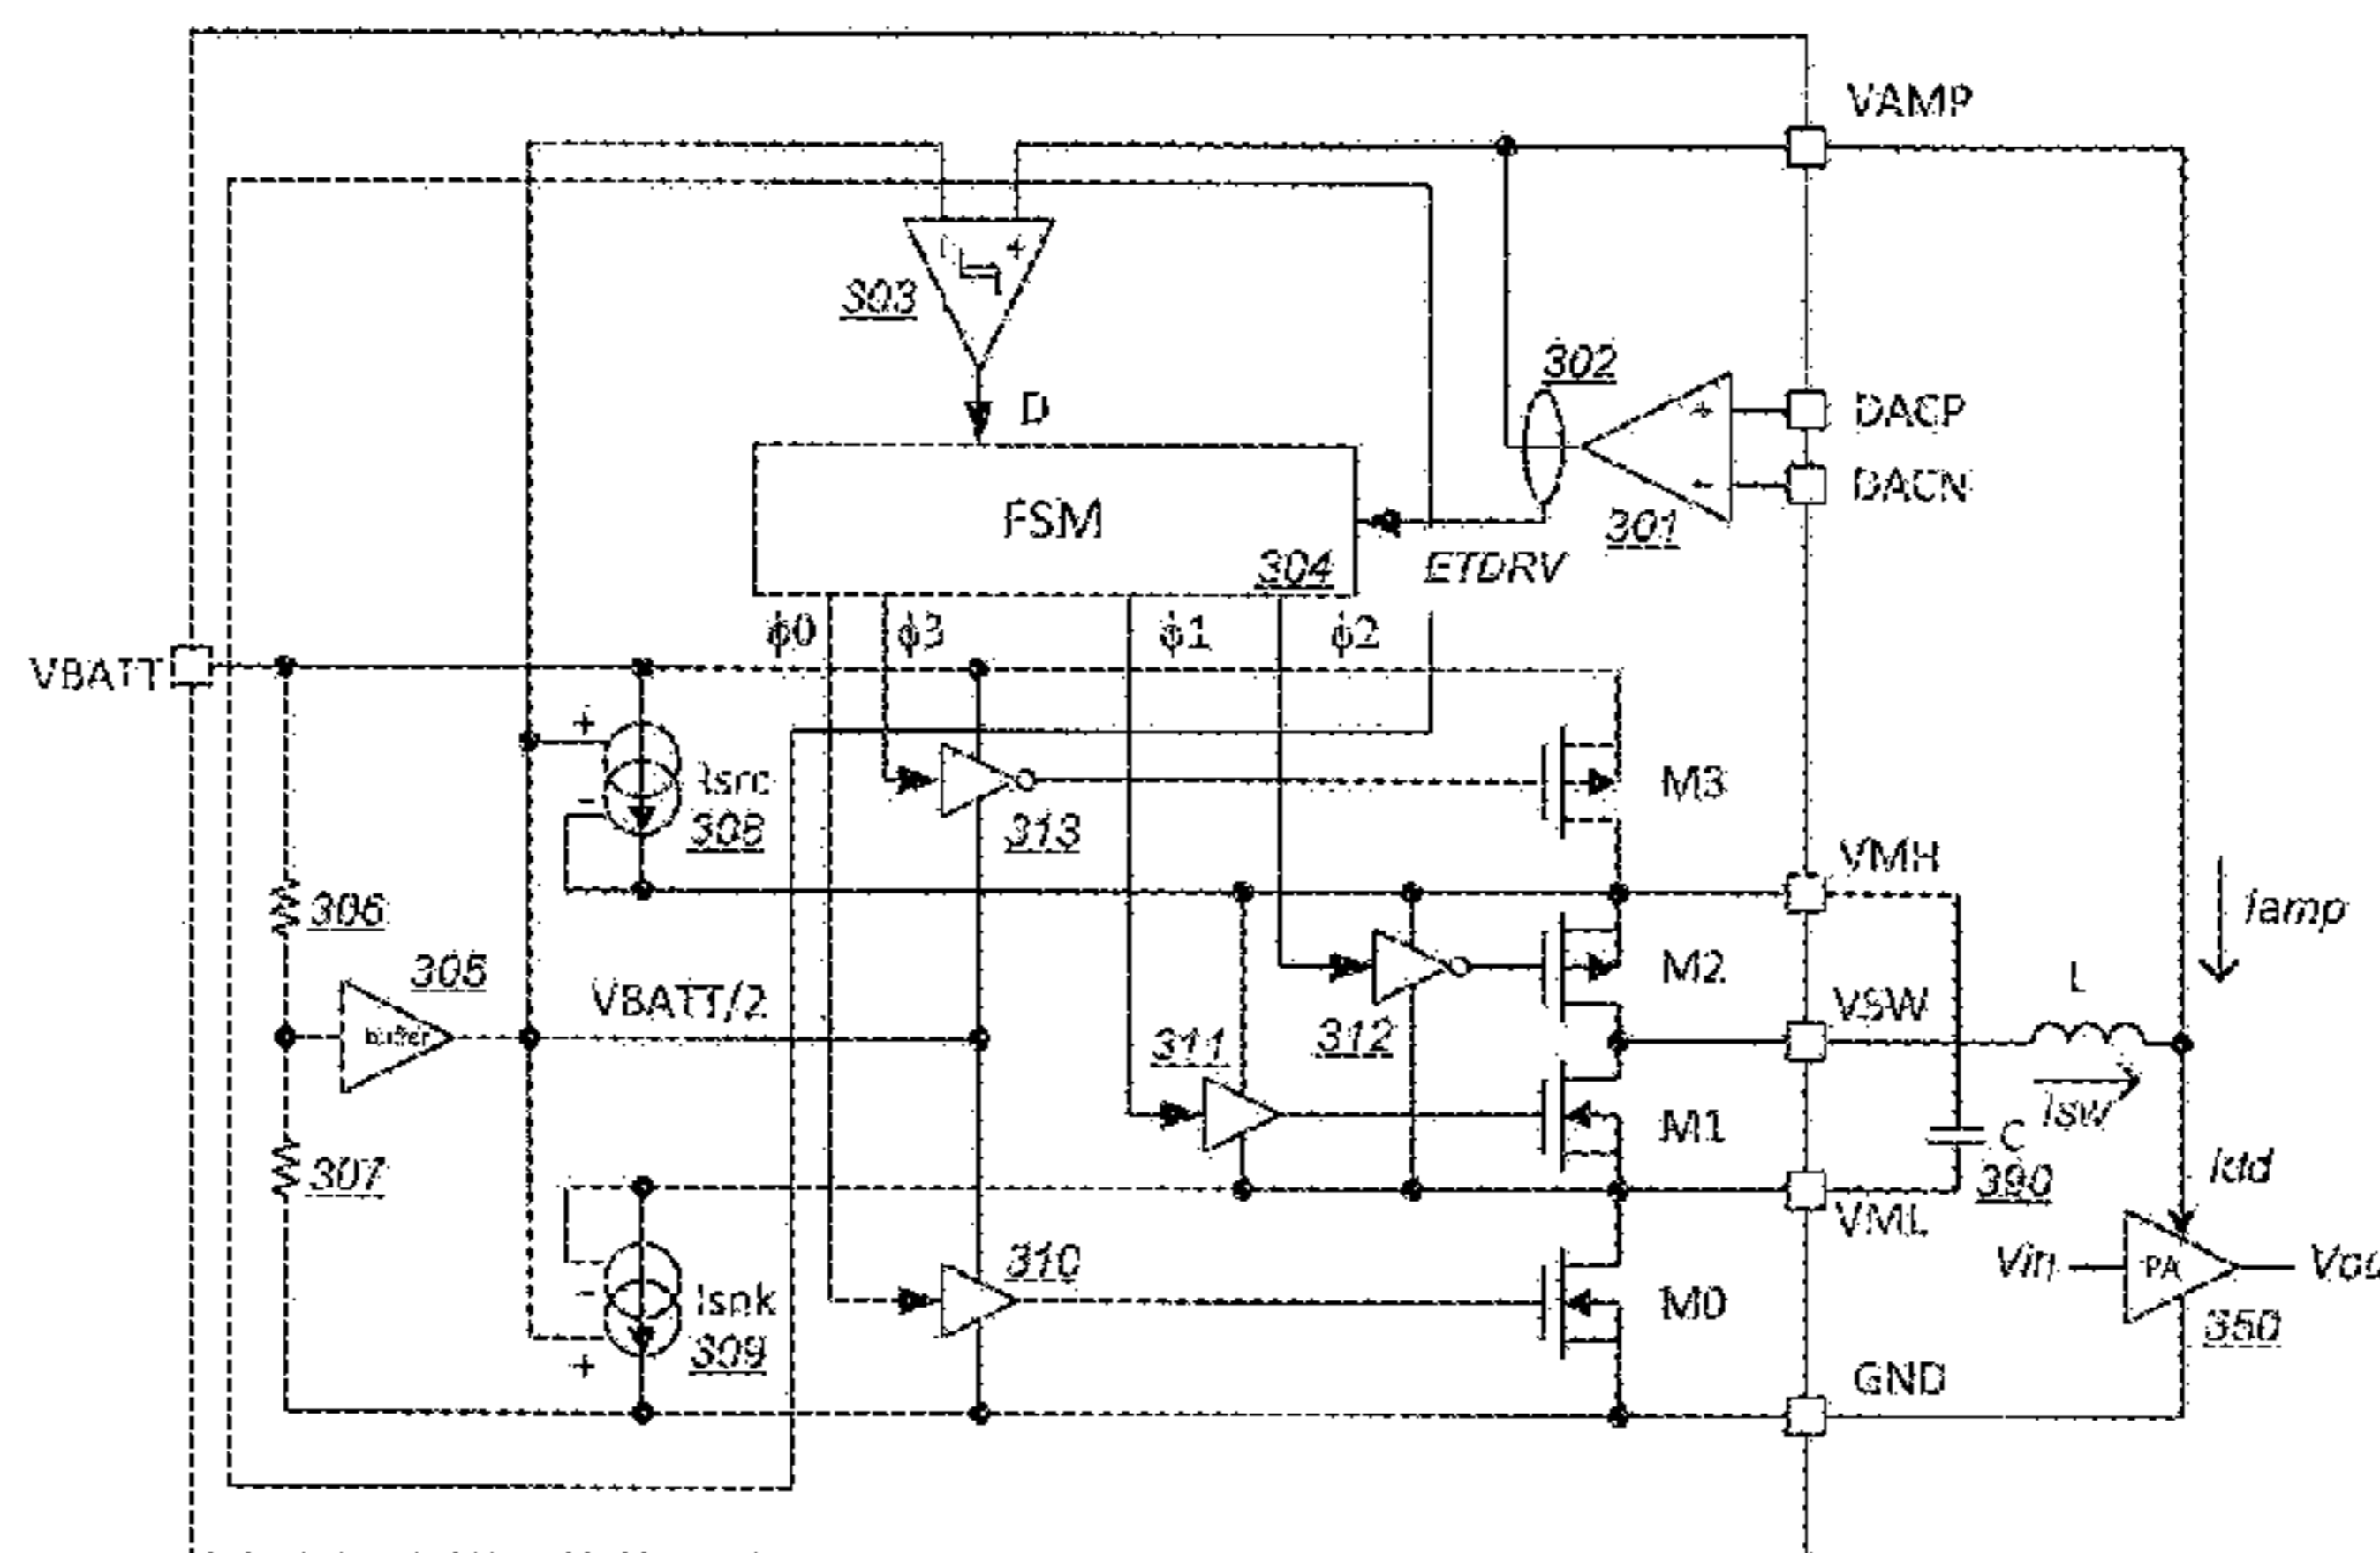 VAMP
303
302
D
DACP
DACN
FSM
301
304
ETDRV
ϕ0
ϕ3
ϕ1
ϕ2
VBATT
+
-
Isrc
308
313
M3
VMH
Iamp
306
M2
L
305
VBATT/2
VSW
buffer
312
311
Isw
M1
C
307
Idd
390
VML
310
Vin
PA
-
Isnk
M0
309
350
+
GND